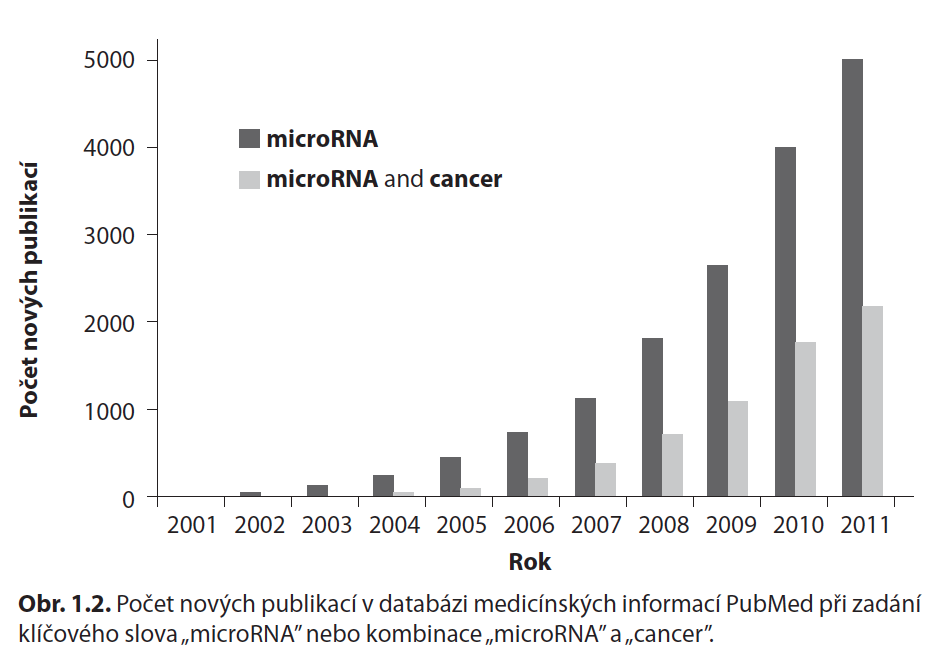 Počet nových publikací
5000
4000
3000
2000
1000
0
microRNA
microRNA and cancer
2001 2002 2003 2004 2005 2006 2007 2008 2009 2010 2011
Rok
Obr. 1.2. Počet nových publikací v databázi medicínských informací PubMed při zadání
klíčového slova „microRNA” nebo kombinace „microRNA” a „cancer”.